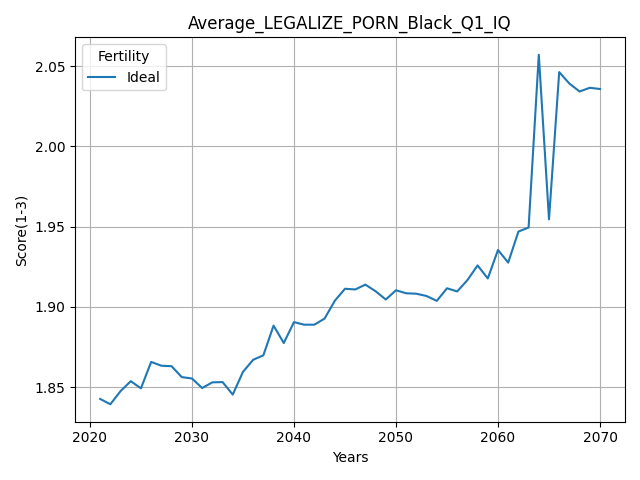 Average_LEGALIZE_PORN_Black_Q1_IQ
Fertility
Ideal
Score(1-3)
2.05
2.00
1.95
1.90
1.85
2020 2030 2040 2050 2060 2070
Years